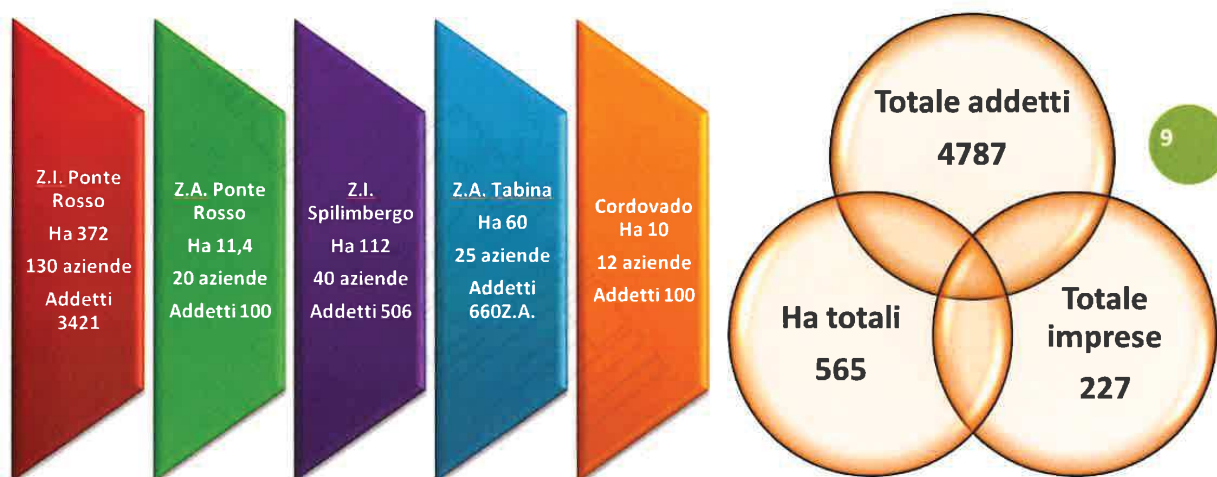 Z.I. Ponte
Rosso
Ha 372
130 aziende
Addetti
3421
Z.A. Ponte
Rosso
Ha 11,4
20 aziende
Addetti 100
Z.I.
Spilimbergo
Ha 112
40 aziende
Addetti 506
Z.A. Tabina
Ha 60
25 aziende
Addetti
660Z.A.
Cordovado
Ha 10
12 aziende
Addetti 100
Totale addetti
4787
Ha totali
565
Totale
imprese
227
9